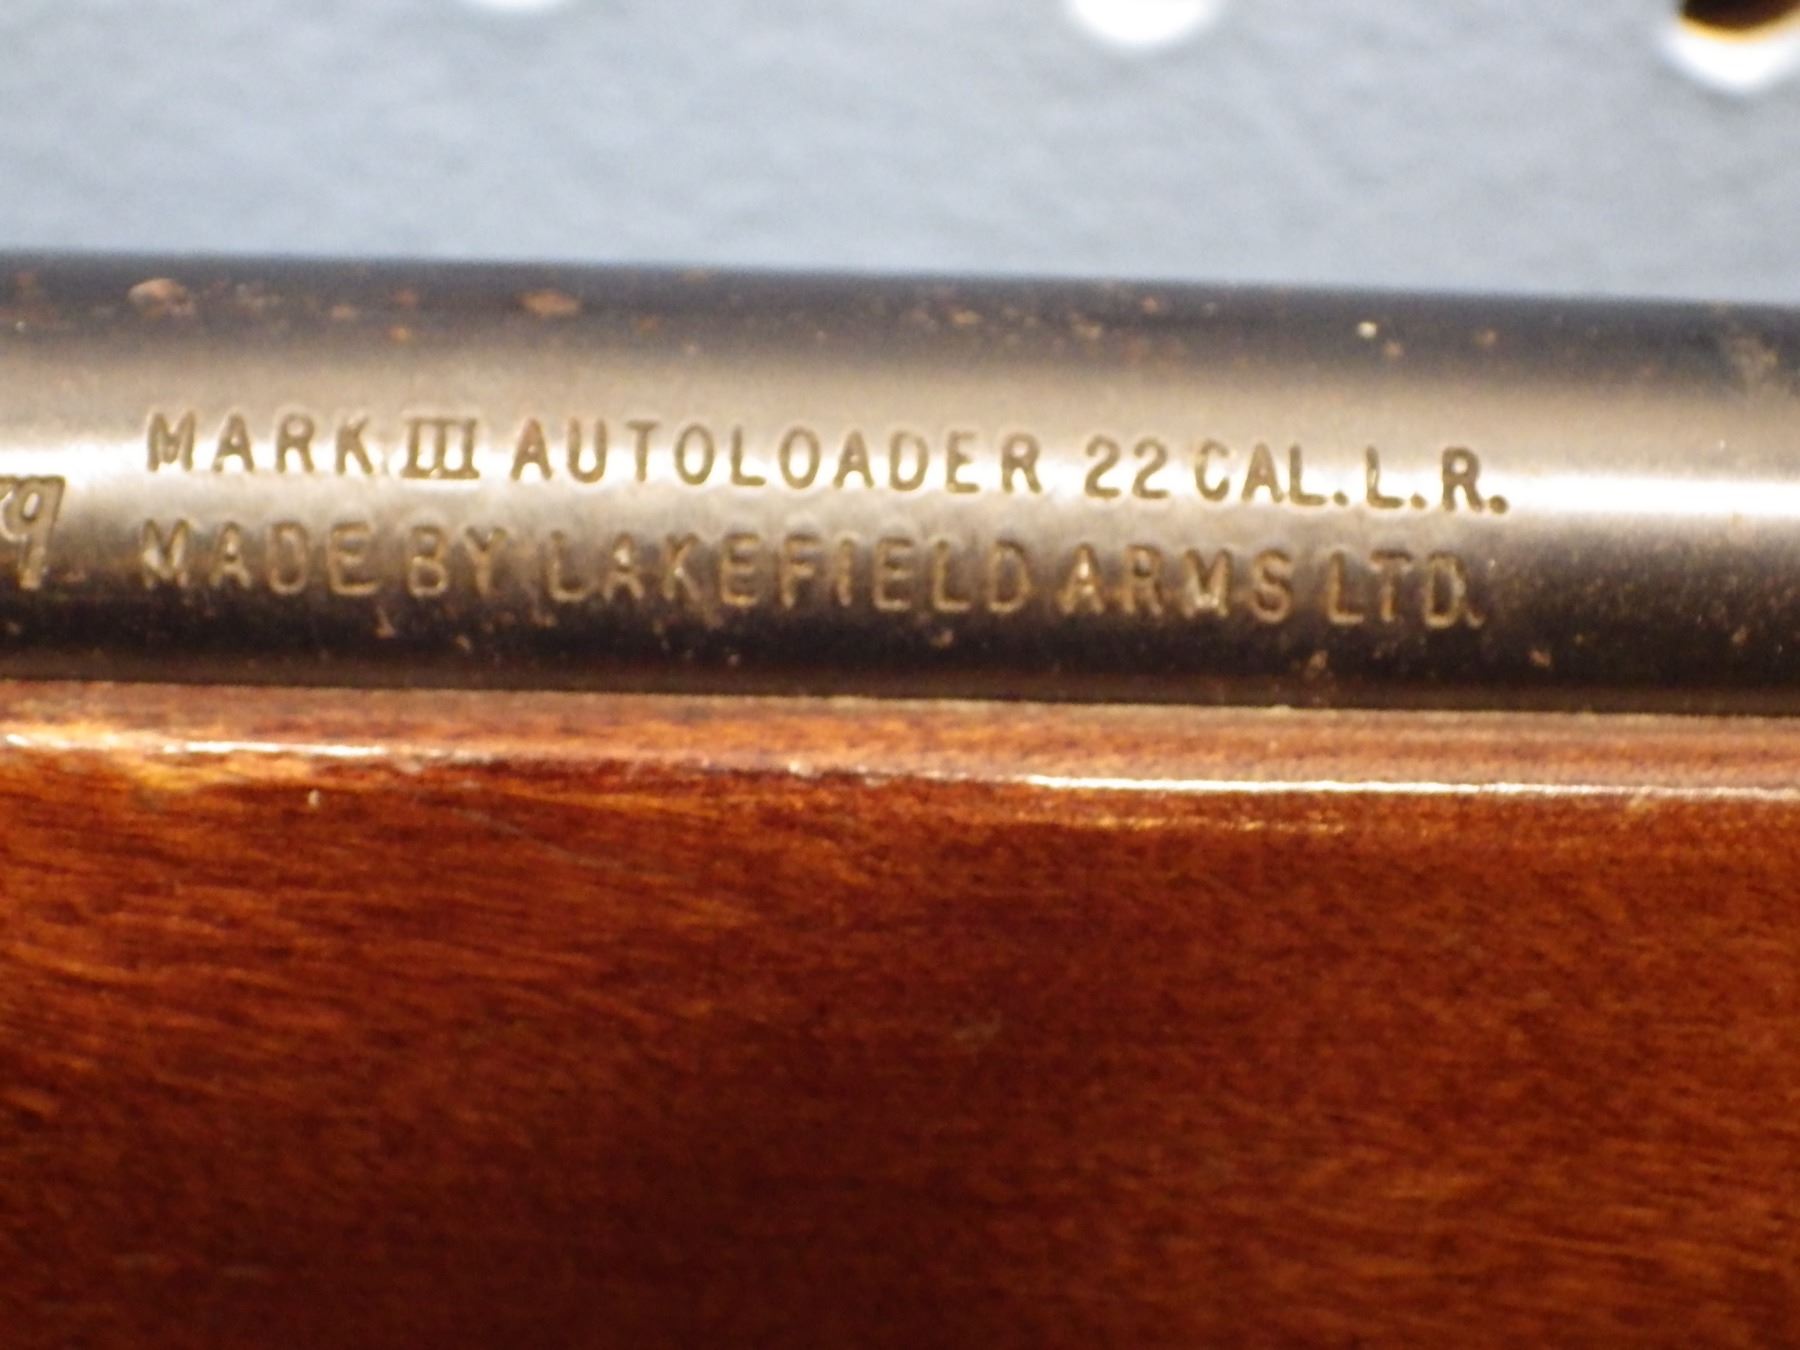 MARK III AUTOLOADER 22 CAL. L.R.
MADE BY LAKEFIELD ARMS LTD.